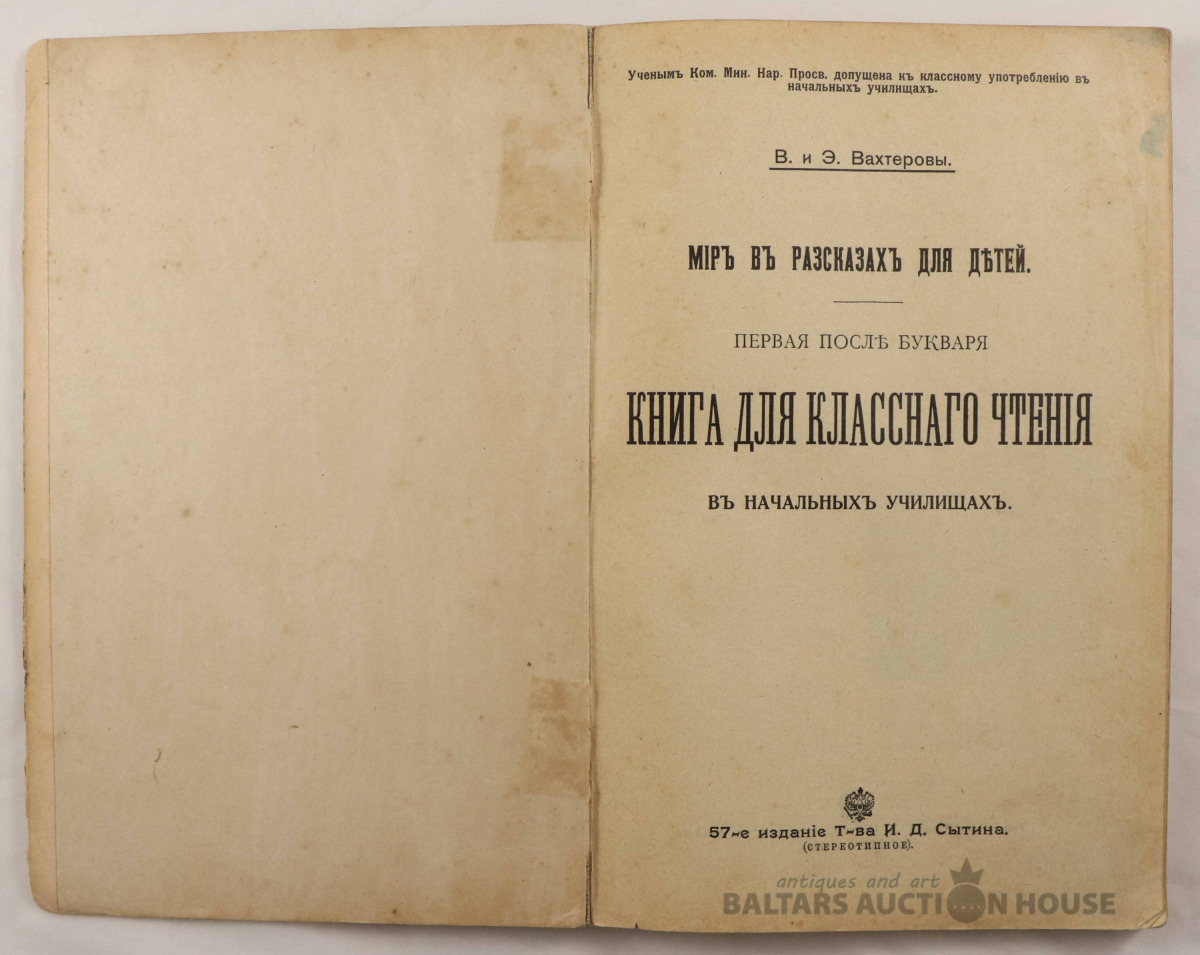 Ученымъ Ком. Мин. Нар. Просв. допущена къ классному употребленію въ
начальныхъ училищахъ.
В. и Э. Вахтеровы.
МІРЪ ВЪ РАЗСКАЗАХЪ ДЛЯ ДѢТЕЙ.
ПЕРВАЯ ПОСЛѢ БУКВАРЯ
КНИГА ДЛЯ КЛАССНАГО ЧТЕНІЯ
ВЪ НАЧАЛЬНЫХЪ УЧИЛИЩАХЪ.
57-е изданіе Т-ва И. Д. Сытина.
(СТЕРЕОТИПНОЕ).
antiques and art
BALTARS AUCTION HOUSE